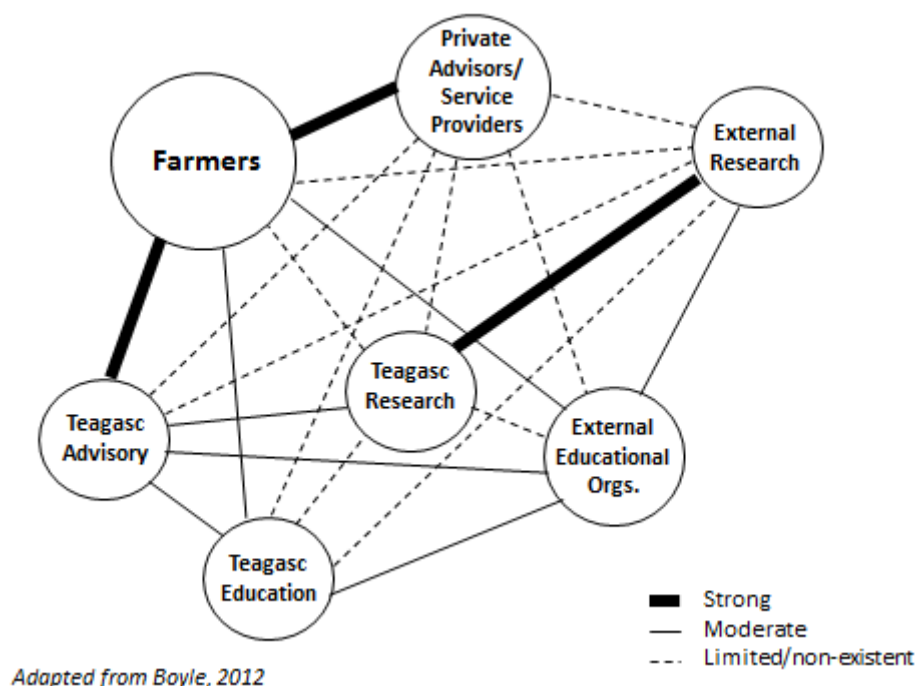 Private
Advisors/
Service
Providers
Farmers
External
Research
Teagasc
Research
Teagasc
Advisory
External
Educational
Orgs.
Teagasc
Education
Strong
Moderate
Limited/non-existent
Adapted from Boyle, 2012